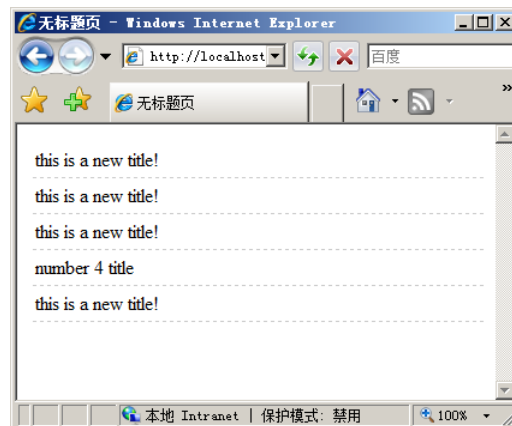 无标题页 - Windows Internet Explorer
http://localhost
百度
无标题页
»
this is a new title!
this is a new title!
this is a new title!
number 4 title
this is a new title!
本地 Intranet | 保护模式: 禁用
100%